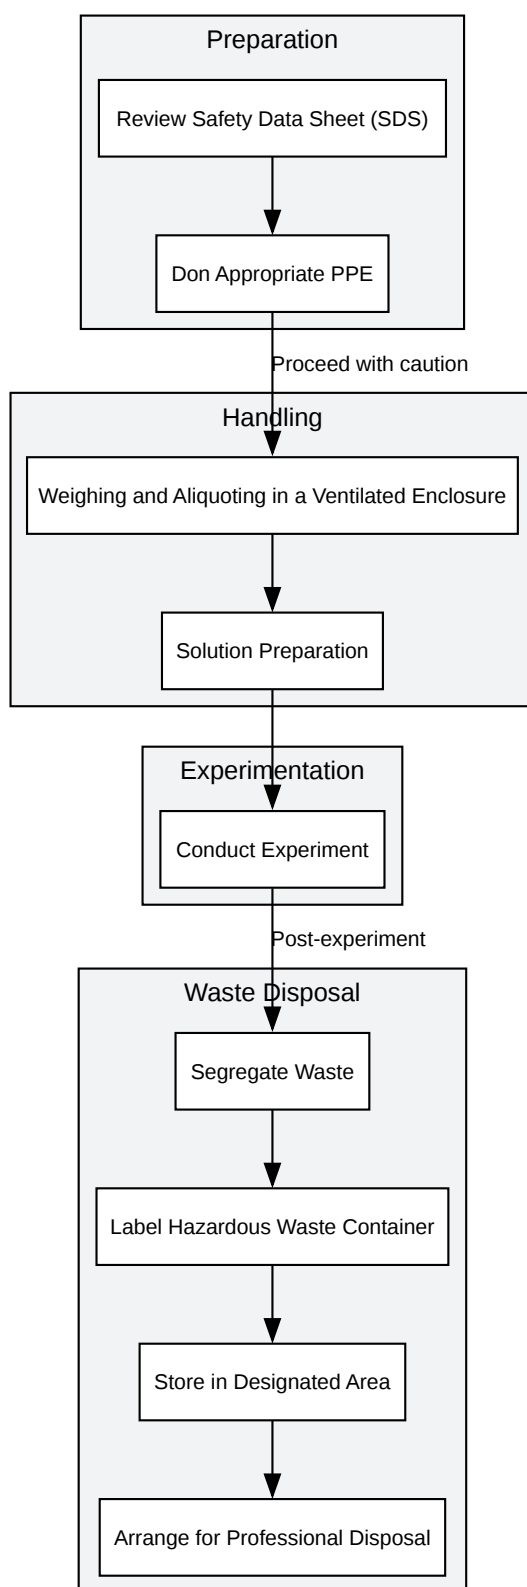 Preparation
Review Safety Data Sheet (SDS)
Don Appropriate PPE
Proceed with caution
Handling
Weighing and Aliquoting in a Ventilated Enclosure
Solution Preparation
Experimentation
Conduct Experiment
Post-experiment
Waste Disposal
Segregate Waste
Label Hazardous Waste Container
Store in Designated Area
Arrange for Professional Disposal